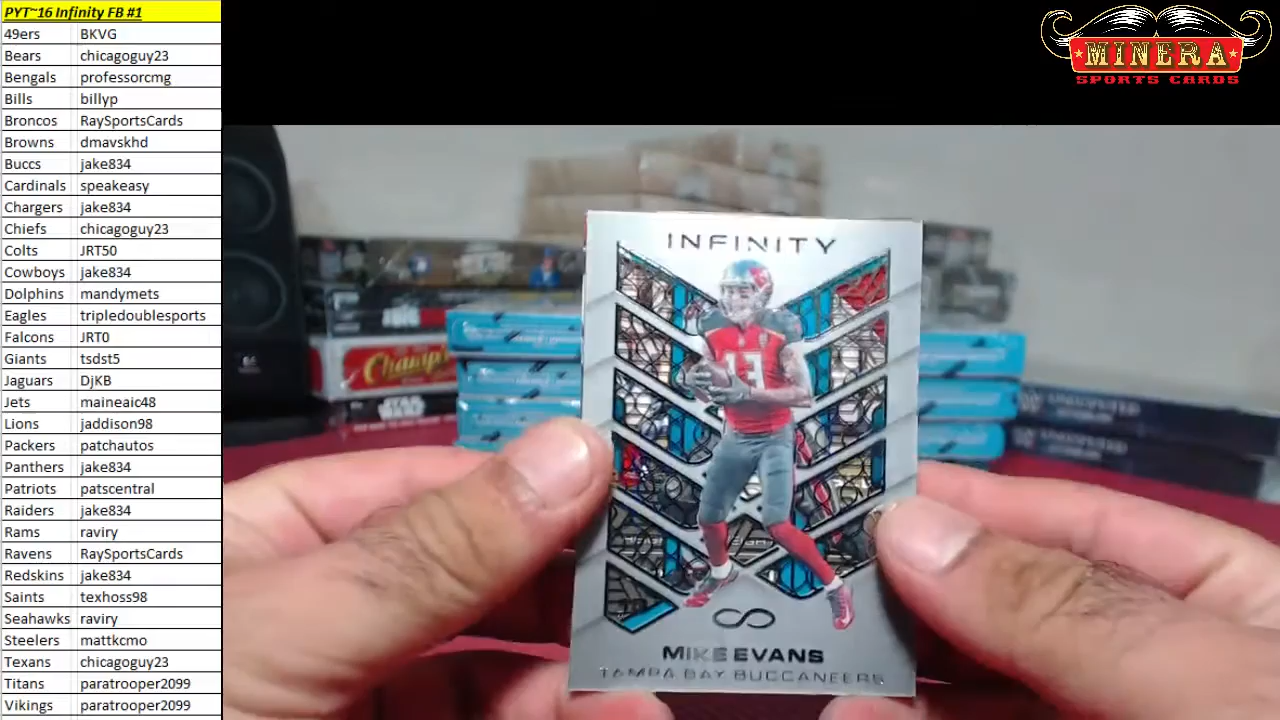 PYT~16 Infinity FB #1
49ers BKVG
Bears chicagoguy23
Bengals professorcmg
Bills billyp
Broncos RaySportsCards
Browns dmavskhd
Buccs jake834
Cardinals speakeasy
Chargers jake834
Chiefs chicagoguy23
Colts JRT50
Cowboys jake834
Dolphins mandymets
Eagles tripledoublesports
Falcons JRT0
Giants tsdst5
Jaguars DjKB
Jets maineaic48
Lions jaddison98
Packers patchautos
Panthers jake834
Patriots patscentral
Raiders jake834
Rams raviry
Ravens RaySportsCards
Redskins jake834
Saints texhoss98
Seahawks raviry
Steelers mattkcmo
Texans chicagoguy23
Titans paratrooper2099
Vikings paratrooper2099
MINERA
SPORTS CARDS
INFINITY
13
MIKE EVANS
TAMPA BAY BUCCANEERS
Champ
STAR WARS